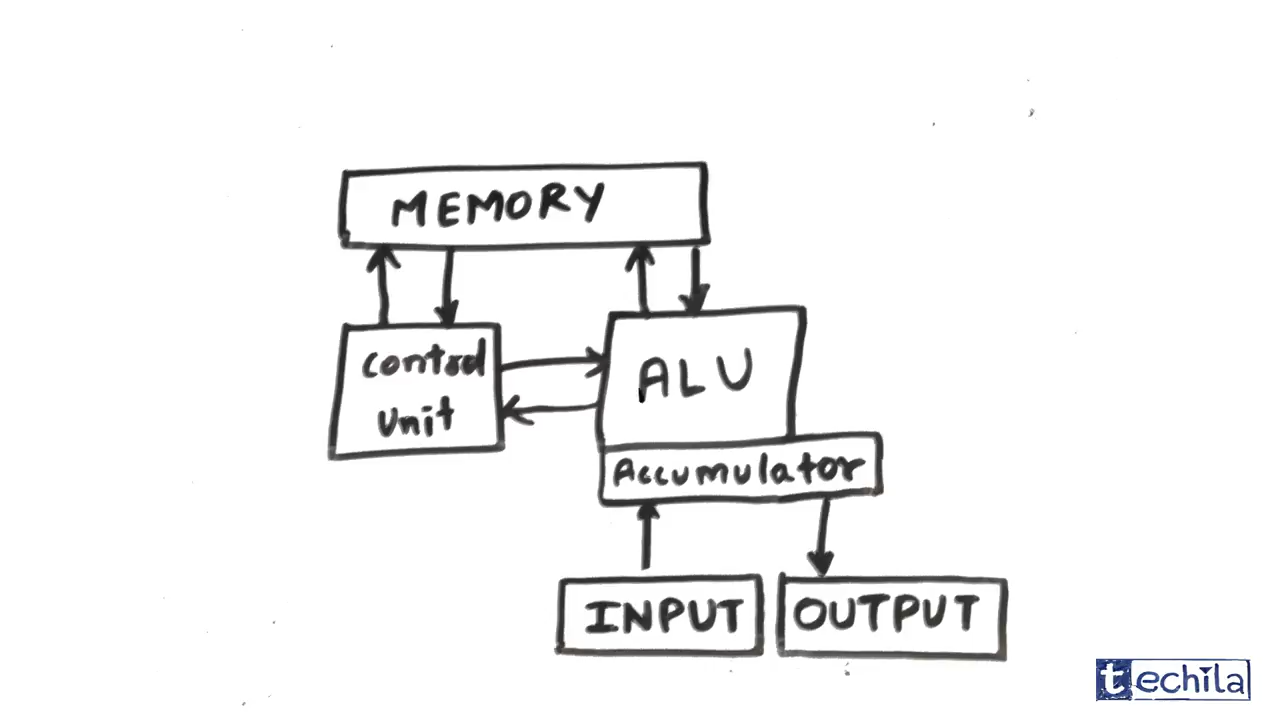 MEMORY
Control
Unit
ALU
Accumulator
INPUT
OUTPUT
techila